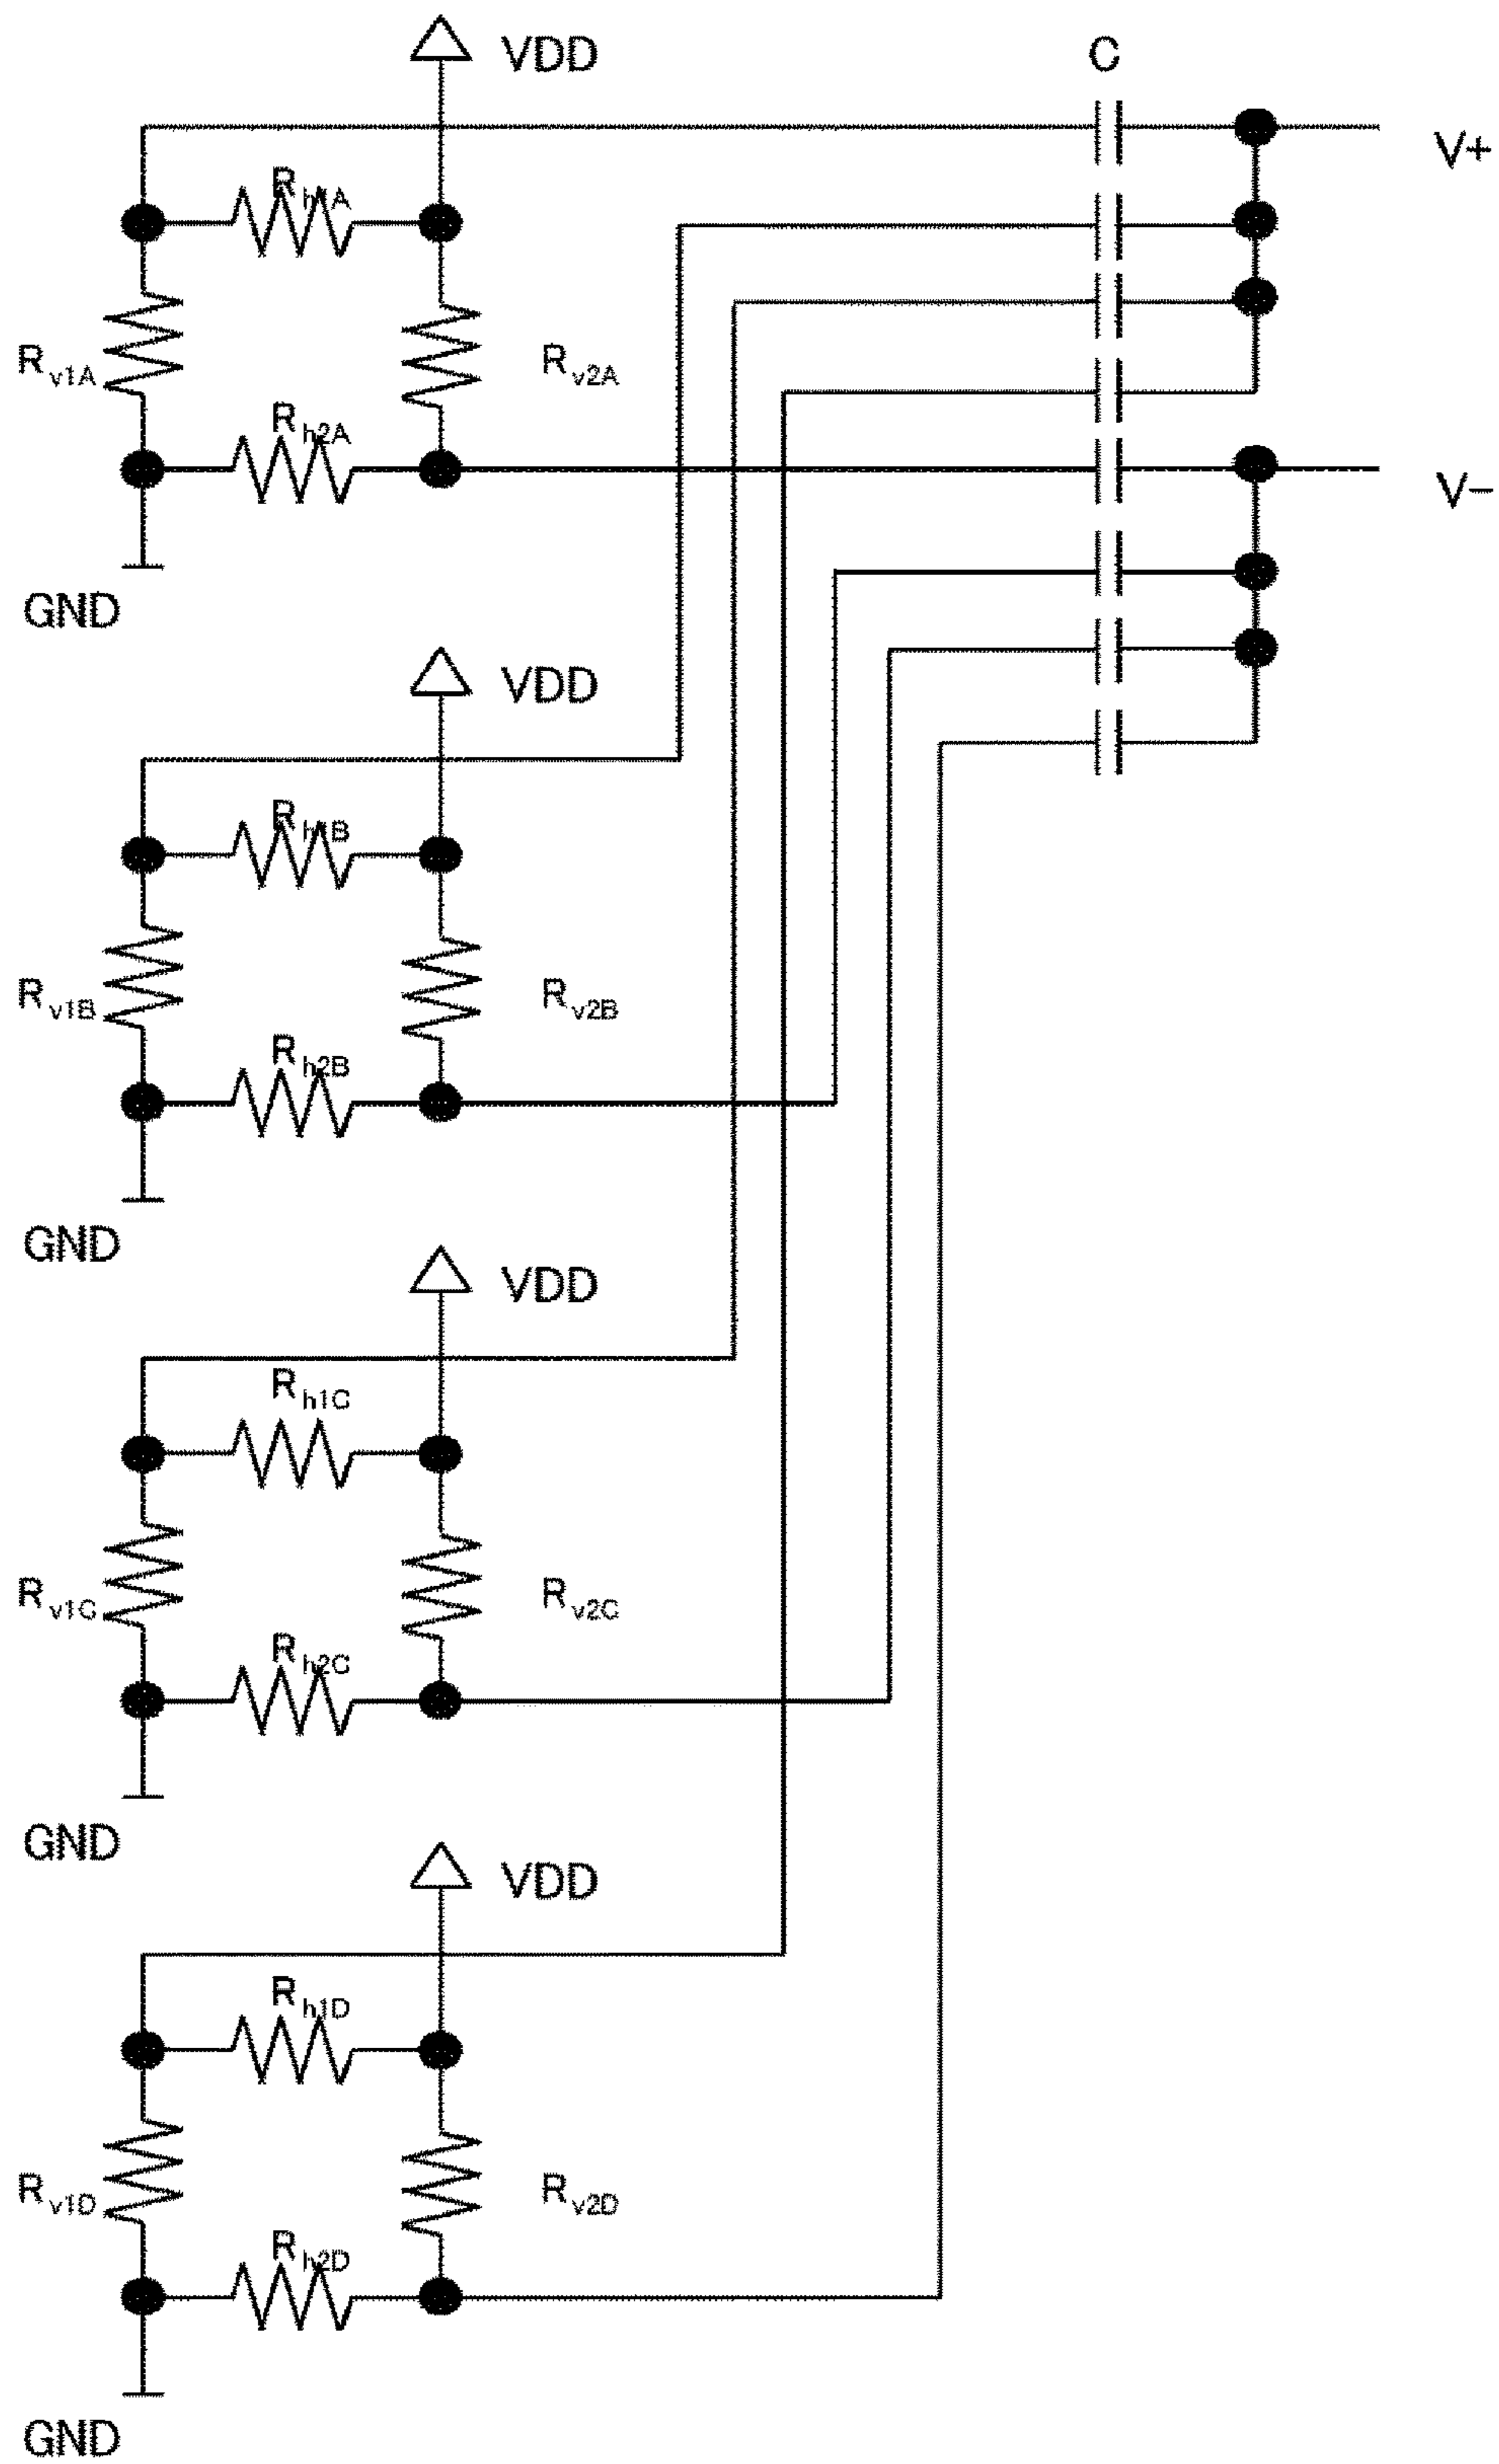 VDD
C
V+
Rh1A
Rv1A
Rv2A
Rh2A
V-
GND
VDD
Rh1B
Rv1B
Rv2B
Rh2B
GND
VDD
Rh1C
Rv1C
Rv2C
Rh2C
GND
VDD
Rh1D
Rv1D
Rv2D
Rh2D
GND